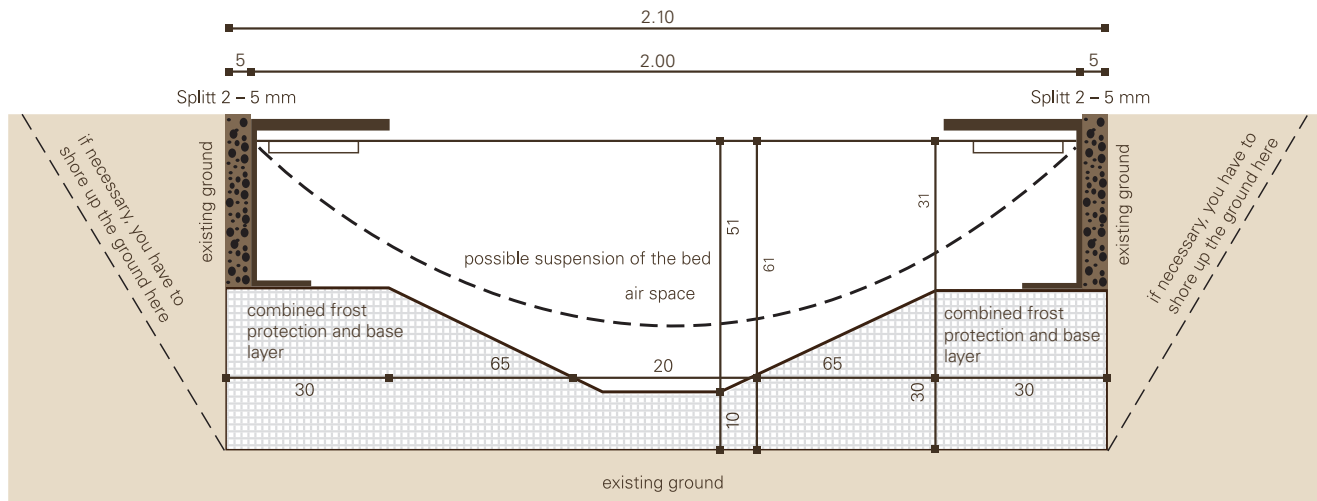 2.10
5
2.00
5
Splitt 2 – 5 mm
Splitt 2 – 5 mm
if necessary, you have to
shore up the ground here
existing ground
51
61
31
existing ground
if necessary, you have to
shore up the ground here
possible suspension of the bed
air space
combined frost
protection and base
layer
combined frost
protection and base
layer
65
20
65
30
30
30
10
existing ground